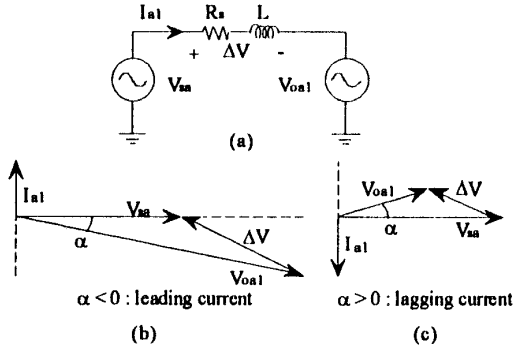 Ia1 Rs L
+ ΔV -
Vsa Voa1
(a)
Ia1 Vsa
α ΔV
Voa1
α < 0 : leading current
(b)
Voa1 ΔV
α
Ia1 Vsa
α > 0 : lagging current
(c)